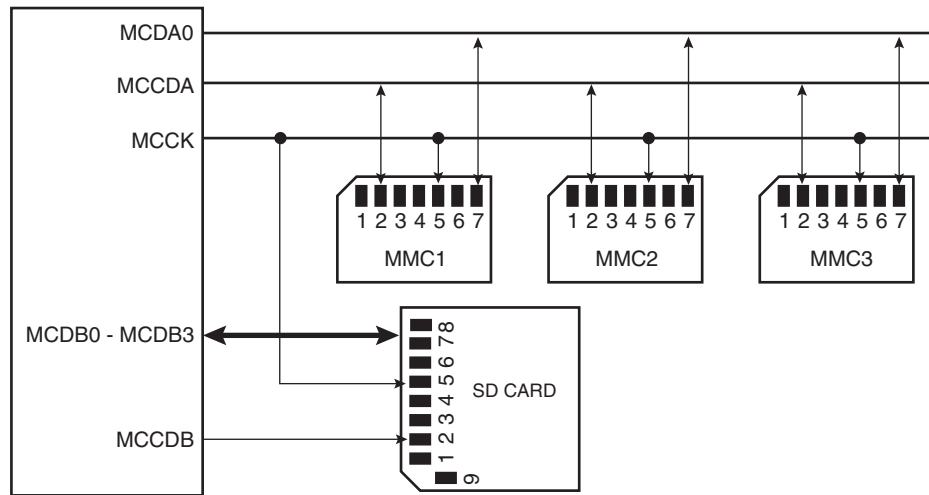 MCDA0
MCCDA
MCCK
1 2 3 4 5 6 7
MMC1
1 2 3 4 5 6 7
MMC2
1 2 3 4 5 6 7
MMC3
MCDB0 - MCDB3
MCCDB
1 2 3 4 5 6 7 8
9
SD CARD